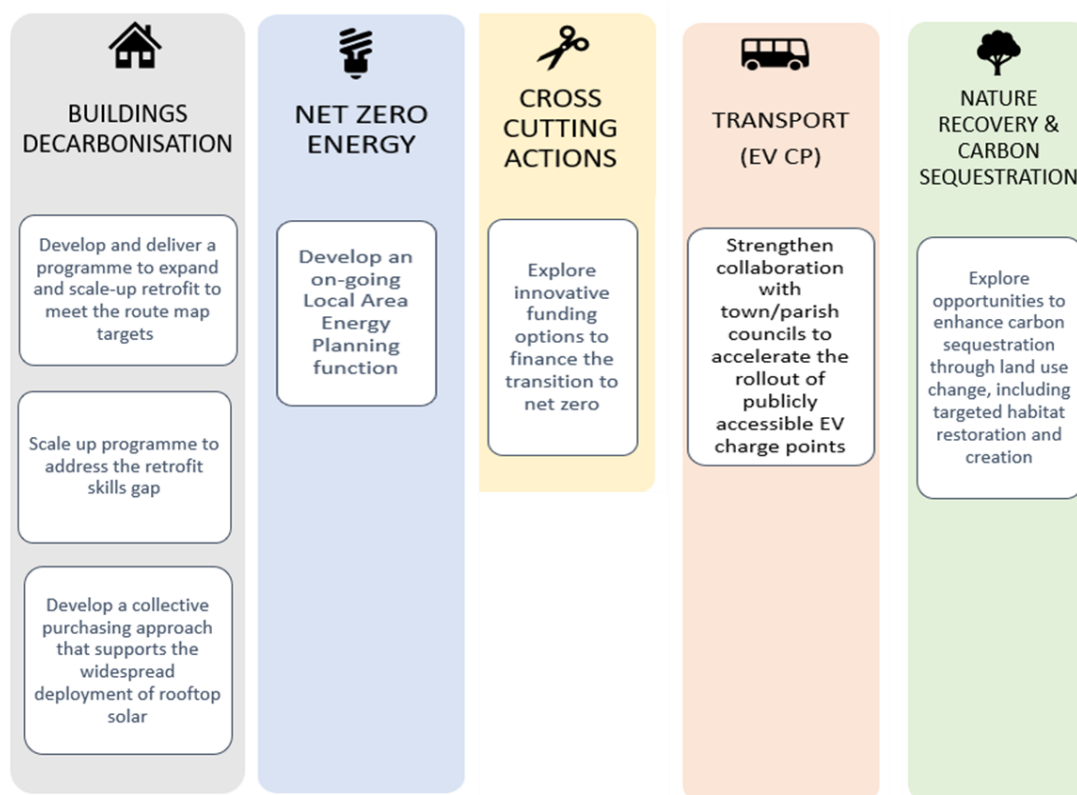 BUILDINGS
DECARBONISATION
Develop and deliver a
programme to expand
and scale-up retrofit to
meet the route map
targets
Scale up programme to
address the retrofit
skills gap
Develop a collective
purchasing approach
that supports the
widespread
deployment of rooftop
solar
NET ZERO
ENERGY
Develop an
on-going
Local Area
Energy
Planning
function
CROSS
CUTTING
ACTIONS
Explore
innovative
funding
options to
finance the
transition to
net zero
TRANSPORT
(EV CP)
Strengthen
collaboration
with
town/parish
councils to
accelerate the
rollout of
publicly
accessible EV
charge points
NATURE
RECOVERY &
CARBON
SEQUESTRATION
Explore
opportunities to
enhance carbon
sequestration
through land use
change, including
targeted habitat
restoration and
creation